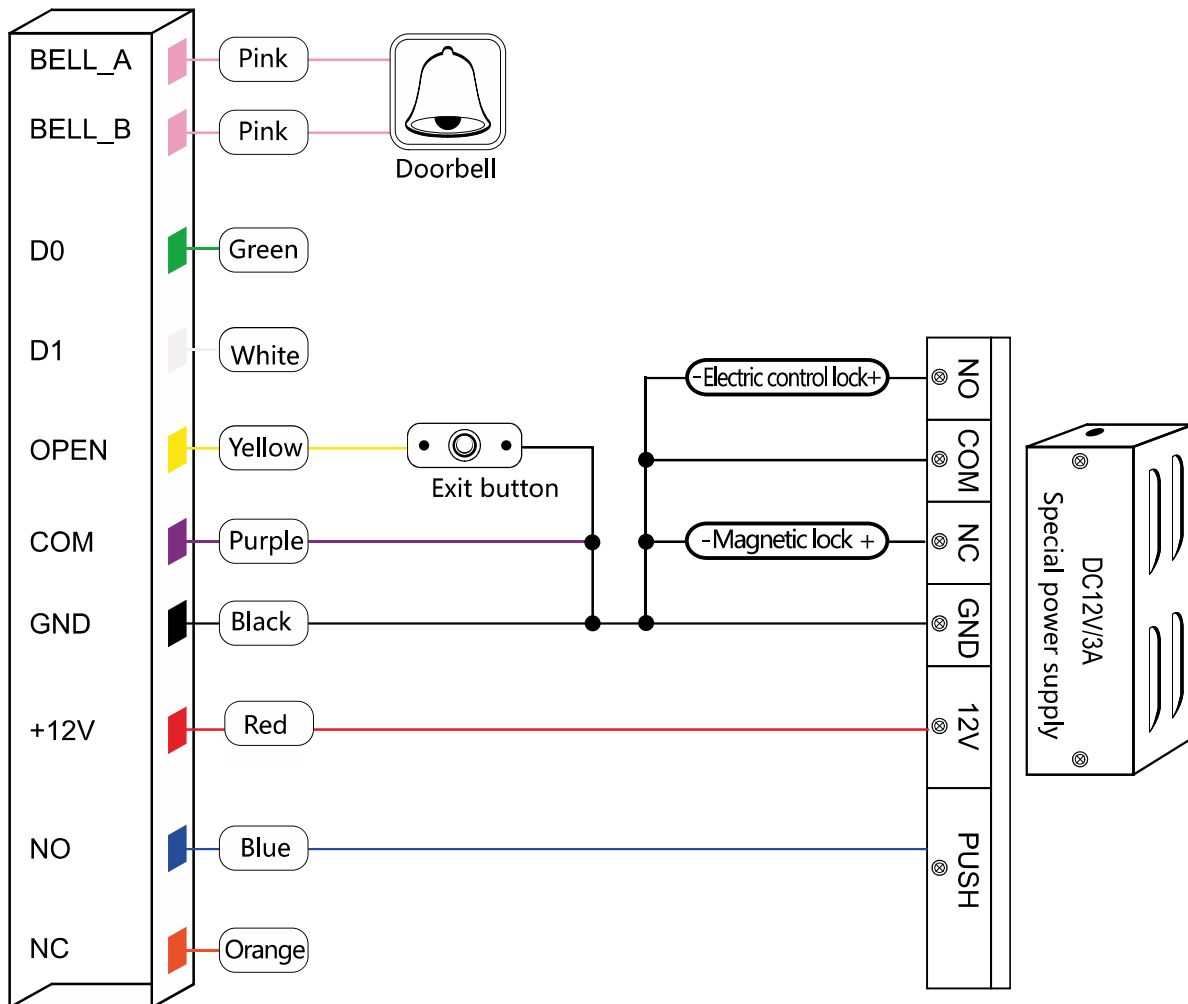 BELL_A
Pink
BELL_B
Pink
Doorbell
D0
Green
D1
White
OPEN
Yellow
Exit button
COM
Purple
GND
Black
+12V
Red
NO
Blue
NC
Orange
-Electric control lock+
NO
COM
-Magnetic lock +
NC
GND
12V
PUSH
DC12V/3A
Special power supply